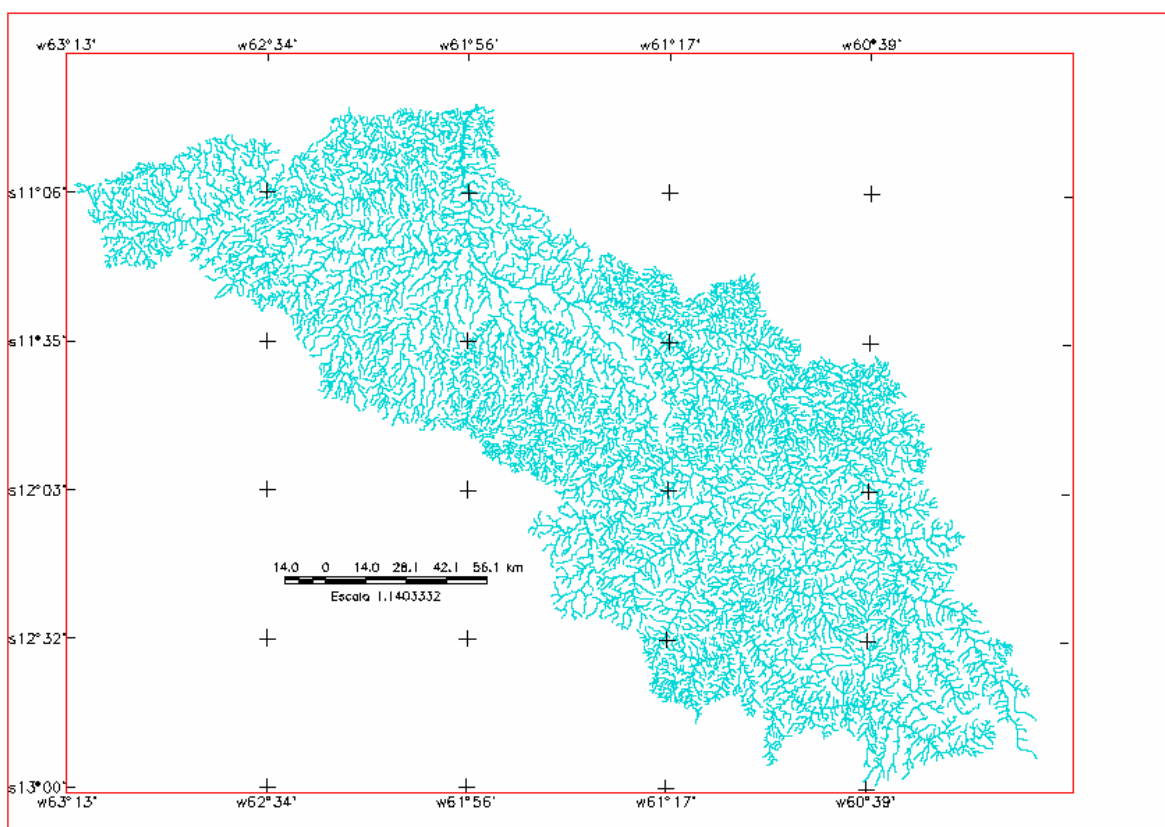 w63°13' w62°34' w61°56' w61°17' w60°39'
s11°06'
s11°35'
s12°03'
14.0 0 14.0 28.1 42.1 56.1 km
Escala 1:1403332
s12°32'
s13°00'
w63°13' w62°34' w61°56' w61°17' w60°39'